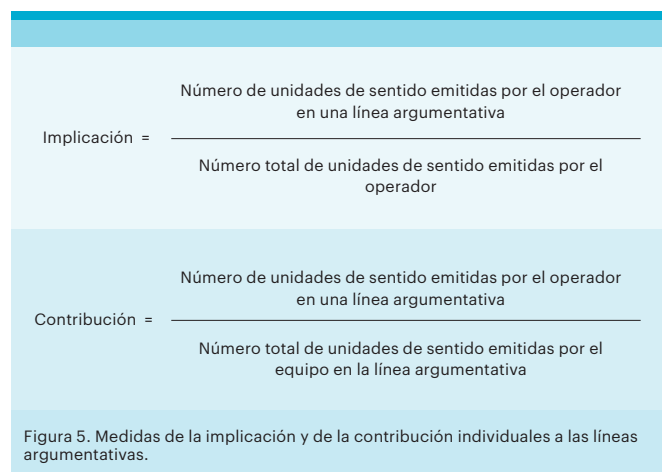 Número de unidades de sentido emitidas por el operador
en una línea argumentativa
Implicación =
Número total de unidades de sentido emitidas por el
operador
Número de unidades de sentido emitidas por el operador
en una línea argumentativa
Contribución =
Número total de unidades de sentido emitidas por el
equipo en la línea argumentativa
Figura 5. Medidas de la implicación y de la contribución individuales a las líneas
argumentativas.